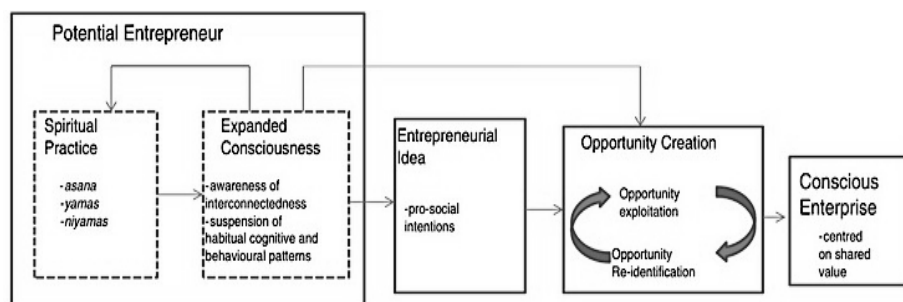 Potential Entrepreneur
Spiritual
Practice
-asana
-yamas
-niyamas
Expanded
Consciousness
-awareness of
interconnectedness
-suspension of
habitual cognitive and
behavioural patterns
Entrepreneurial
Idea
-pro-social
intentions
Opportunity Creation
Opportunity
exploitation
Opportunity
Re-identification
Conscious
Enterprise
-centred
on shared
value